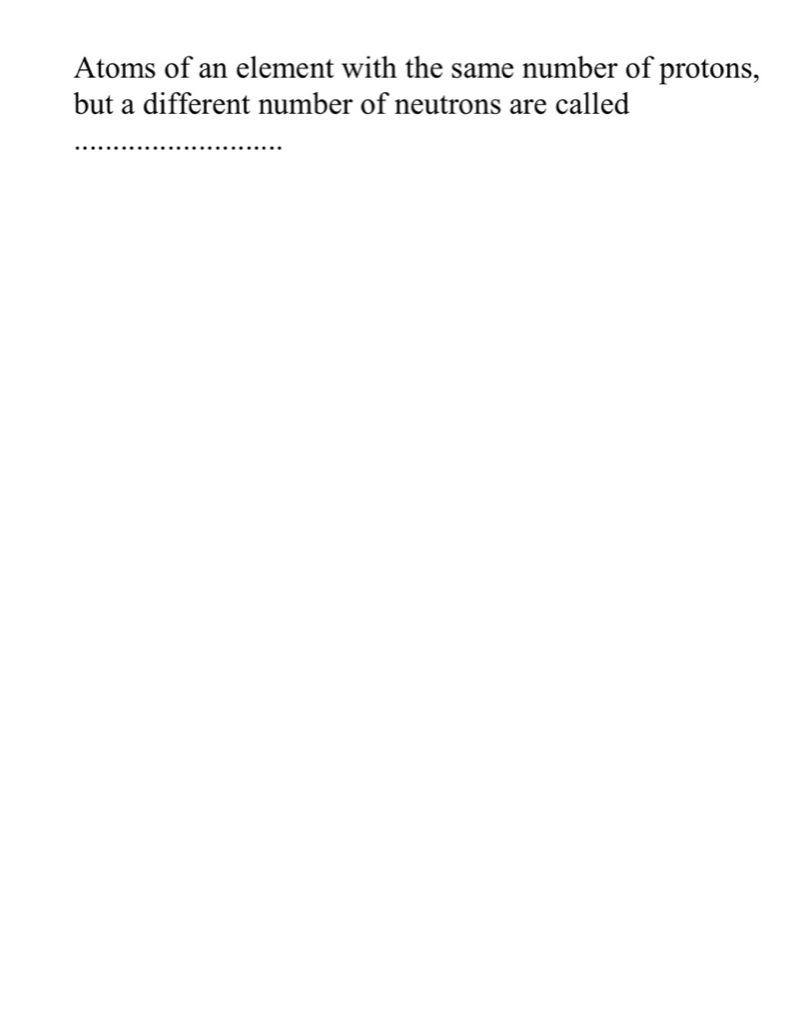 Atoms of an element with the same number of protons,
but a different number of neutrons are called
...........................